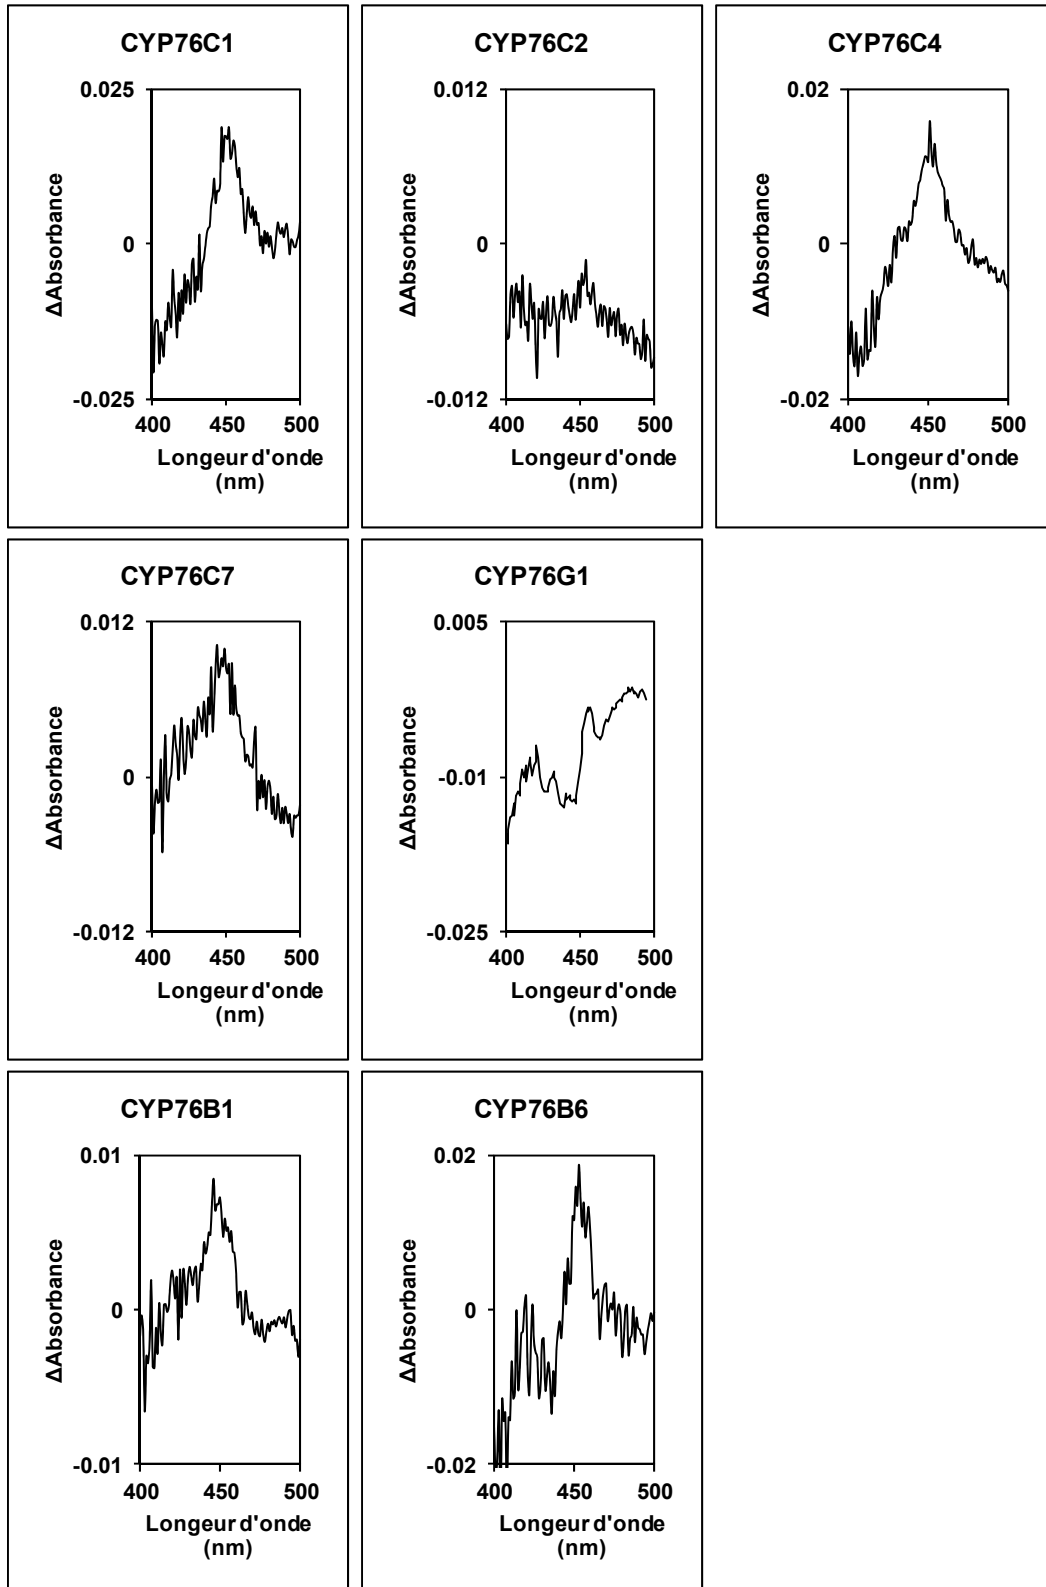 CYP76C1
0.025
0
-0.025
ΔAbsorbance
400 450 500
Longeur d'onde
(nm)
CYP76C2
0.012
0
-0.012
ΔAbsorbance
400 450 500
Longeur d'onde
(nm)
CYP76C4
0.02
0
-0.02
ΔAbsorbance
400 450 500
Longeur d'onde
(nm)
CYP76C7
0.012
0
-0.012
ΔAbsorbance
400 450 500
Longeur d'onde
(nm)
CYP76G1
0.005
-0.01
-0.025
ΔAbsorbance
400 450 500
Longeur d'onde
(nm)
CYP76B1
0.01
0
-0.01
ΔAbsorbance
400 450 500
Longeur d'onde
(nm)
CYP76B6
0.02
0
-0.02
ΔAbsorbance
400 450 500
Longeur d'onde
(nm)